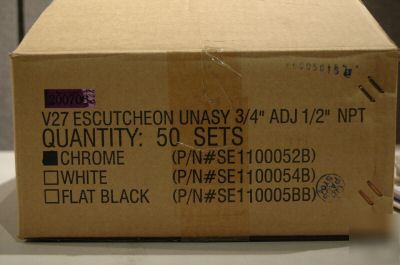 200708
V27 ESCUTCHEON UNASY 3/4" ADJ 1/2" NPT
QUANTITY: 50 SETS
CHROME (P/N#SE1100052B)
WHITE (P/N#SE1100054B)
FLAT BLACK (P/N#SE110005BB)